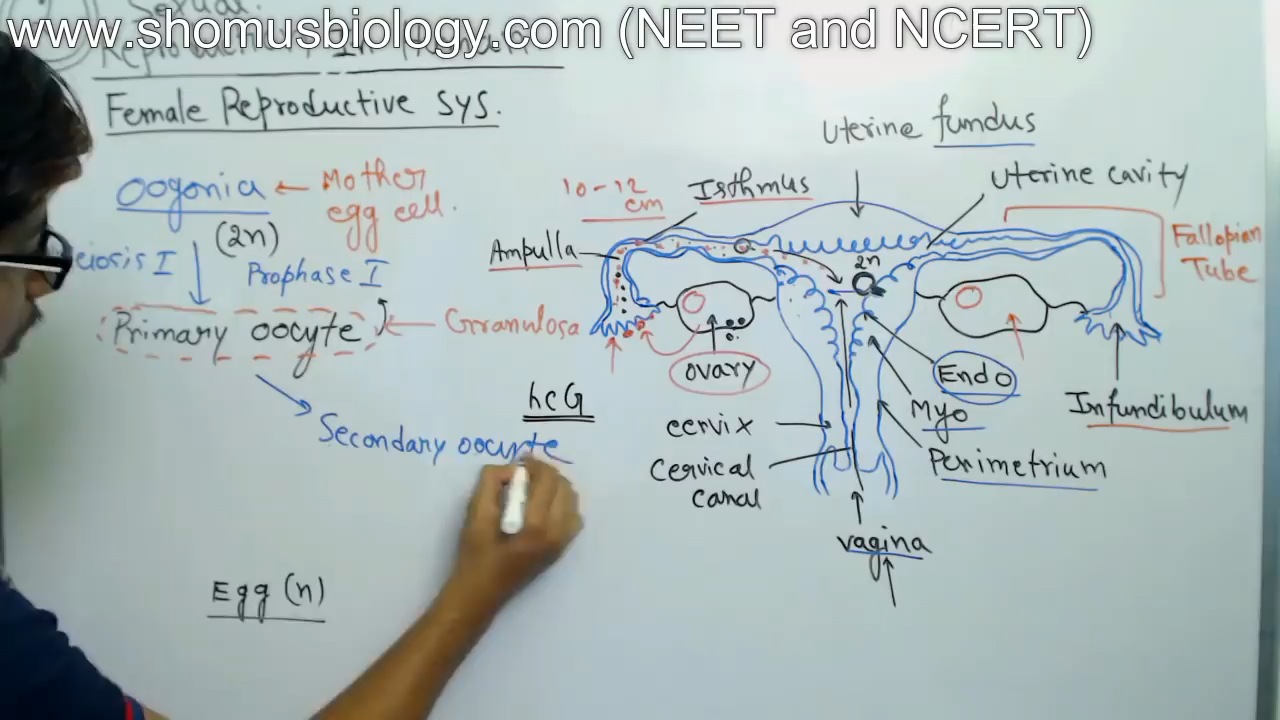 www.shomusbiology.com (NEET and NCERT)
Sexual
Female Reproductive sys.
Oogonia ← Mother
egg cell.
(2n)
eiosis I
Prophase I
Primary oocyte ← Granulosa
Secondary oocyte
hcG
Egg (n)
Uterine fundus
10-12
cm
Isthmus
Uterine cavity
Ampulla
Fallopian
Tube
2n
ovary
Endo
Myo
Infundibulum
cervix
Perimetrium
Cervical
canal
vagina